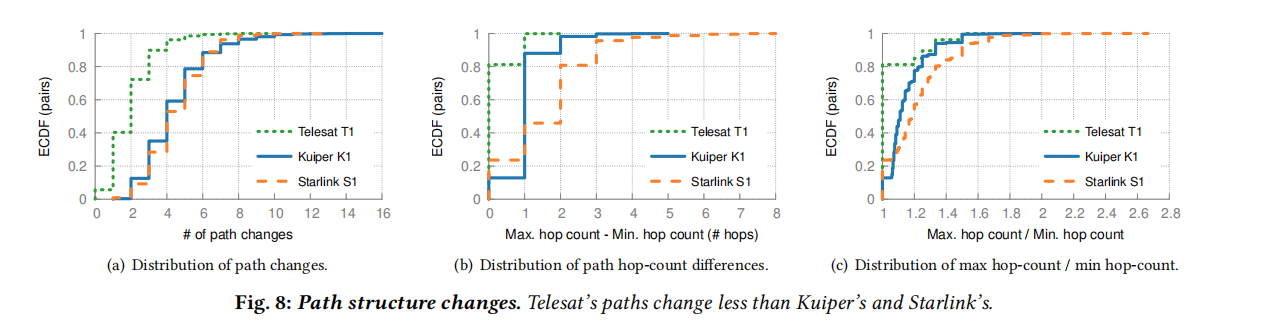 ECDF (pairs)
1
0.8
0.6
0.4
0.2
0
Telesat T1
Kuiper K1
Starlink S1
0 2 4 6 8 10 12 14 16
# of path changes
(a) Distribution of path changes.
ECDF (pairs)
1
0.8
0.6
0.4
0.2
0
Telesat T1
Kuiper K1
Starlink S1
0 1 2 3 4 5 6 7 8
Max. hop count - Min. hop count (# hops)
(b) Distribution of path hop-count differences.
ECDF (pairs)
1
0.8
0.6
0.4
0.2
0
Telesat T1
Kuiper K1
Starlink S1
1 1.2 1.4 1.6 1.8 2 2.2 2.4 2.6 2.8
Max. hop count / Min. hop count
(c) Distribution of max hop-count / min hop-count.
Fig. 8: Path structure changes. Telesat's paths change less than Kuiper's and Starlink's.